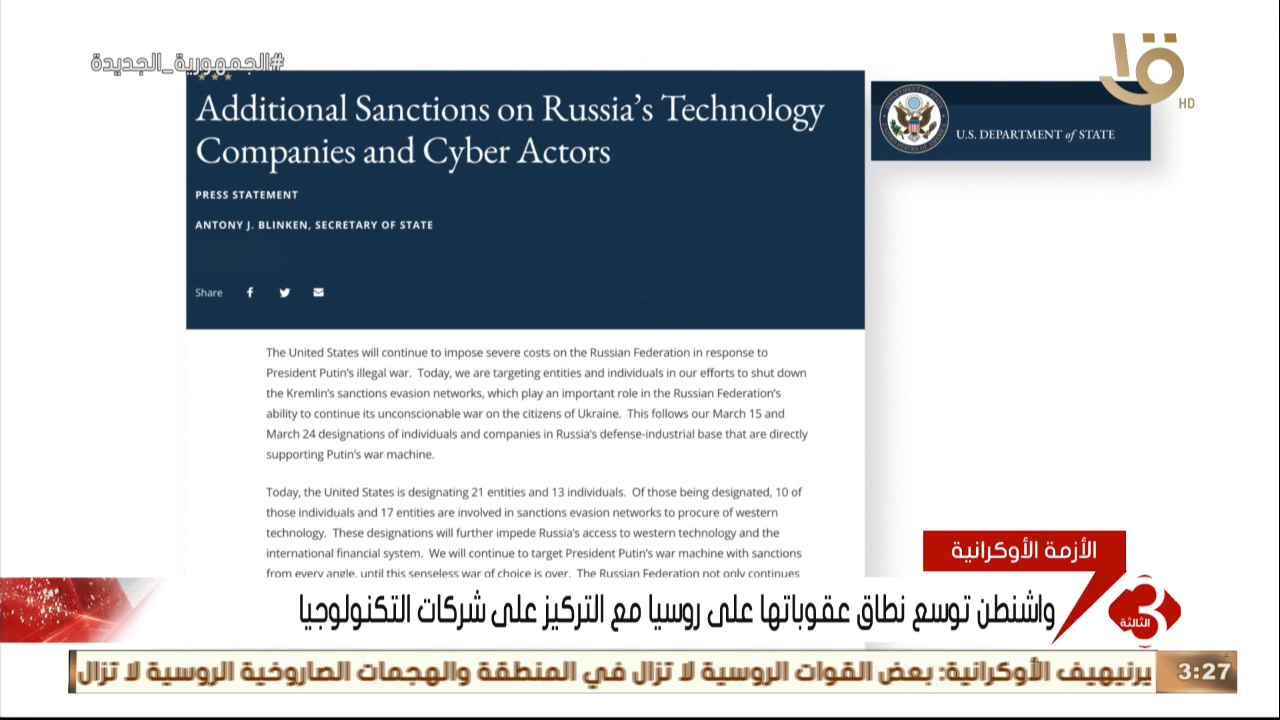 #الجمهورية_الجديدة
HD
Additional Sanctions on Russia's Technology
Companies and Cyber Actors
PRESS STATEMENT
ANTONY J. BLINKEN, SECRETARY OF STATE
Share
U.S. DEPARTMENT of STATE
The United States will continue to impose severe costs on the Russian Federation in response to
President Putin's illegal war. Today, we are targeting entities and individuals in our efforts to shut down
the Kremlin's sanctions evasion networks, which play an important role in the Russian Federation's
ability to continue its unconscionable war on the citizens of Ukraine. This follows our March 15 and
March 24 designations of individuals and companies in Russia's defense-industrial base that are directly
supporting Putin's war machine.
Today, the United States is designating 21 entities and 13 individuals. Of those being designated, 10 of
those individuals and 17 entities are involved in sanctions evasion networks to procure of western
technology. These designations will further impede Russia's access to western technology and the
international financial system. We will continue to target President Putin's war machine with sanctions
from every angle, until this senseless war of choice is over. The Russian Federation not only continues
الأزمة الأوكرانية
واشنطن توسع نطاق عقوباتها على روسيا مع التركيز على شركات التكنولوجيا
3 الثالثة
3:27
يرنيهيف الأوكرانية: بعض القوات الروسية لا تزال في المنطقة والهجمات الصاروخية الروسية لا تزال